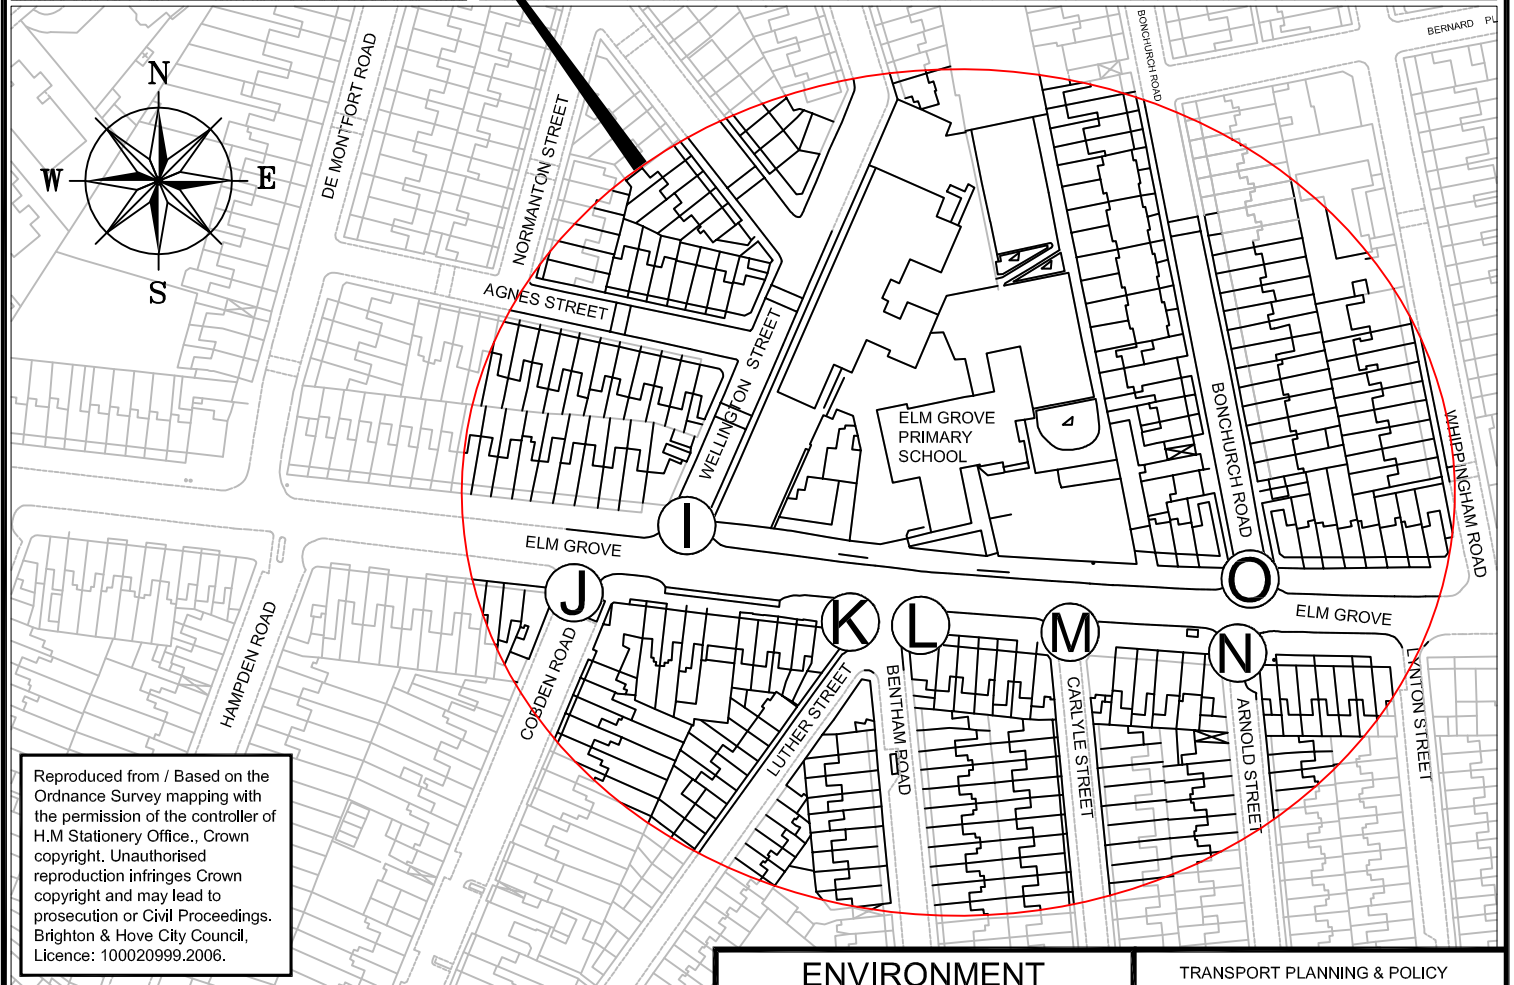 BERNARD PL
BONCHURCH ROAD
N
W
E
S
DE MONTFORT ROAD
NORMANTON STREET
AGNES STREET
WELLINGTON STREET
ELM GROVE
PRIMARY
SCHOOL
BONCHURCH ROAD
WHIPPINGHAM ROAD
I
ELM GROVE
J
K
L
M
N
O
ELM GROVE
HAMPDEN ROAD
COBDEN ROAD
LUTHER STREET
BENTHAM ROAD
CARLYLE STREET
ARNOLD STREET
LYNTON STREET
Reproduced from / Based on the
Ordnance Survey mapping with
the permission of the controller of
H.M Stationery Office., Crown
copyright. Unauthorised
reproduction infringes Crown
copyright and may lead to
prosecution or Civil Proceedings.
Brighton & Hove City Council,
Licence: 100020999.2006.
ENVIRONMENT
TRANSPORT PLANNING & POLICY